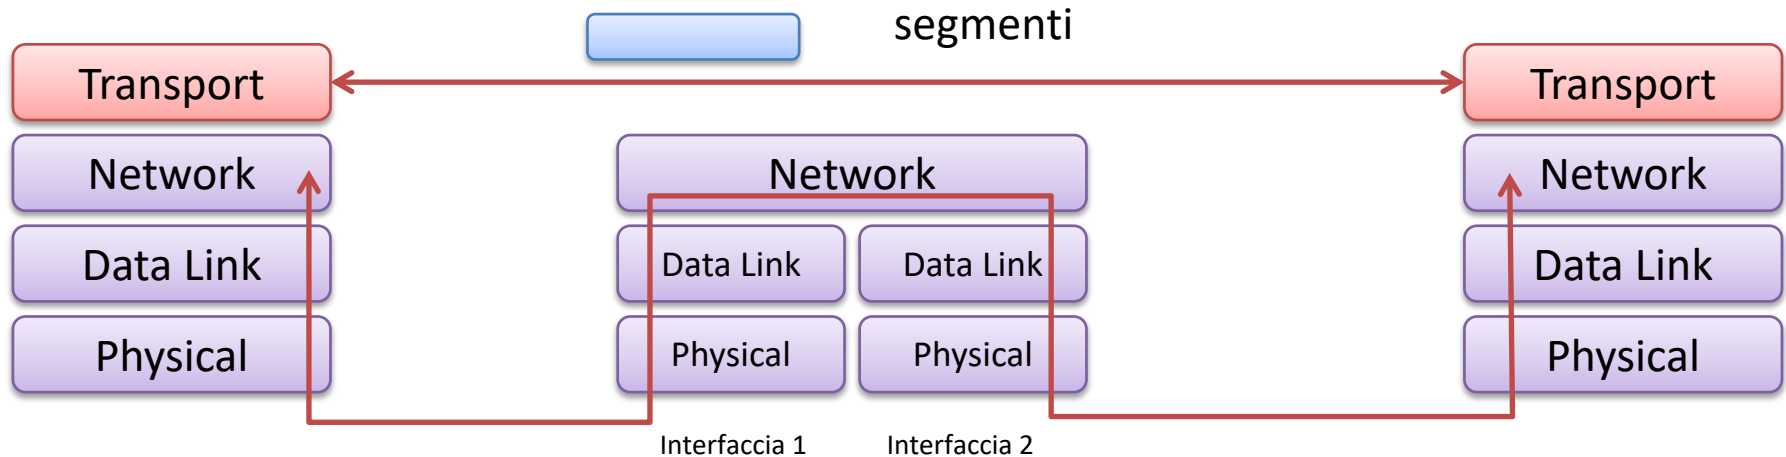 segmenti
Transport
Transport
Network
Network
Network
Data Link
Data Link
Data Link
Data Link
Physical
Physical
Physical
Physical
Interfaccia 1
Interfaccia 2